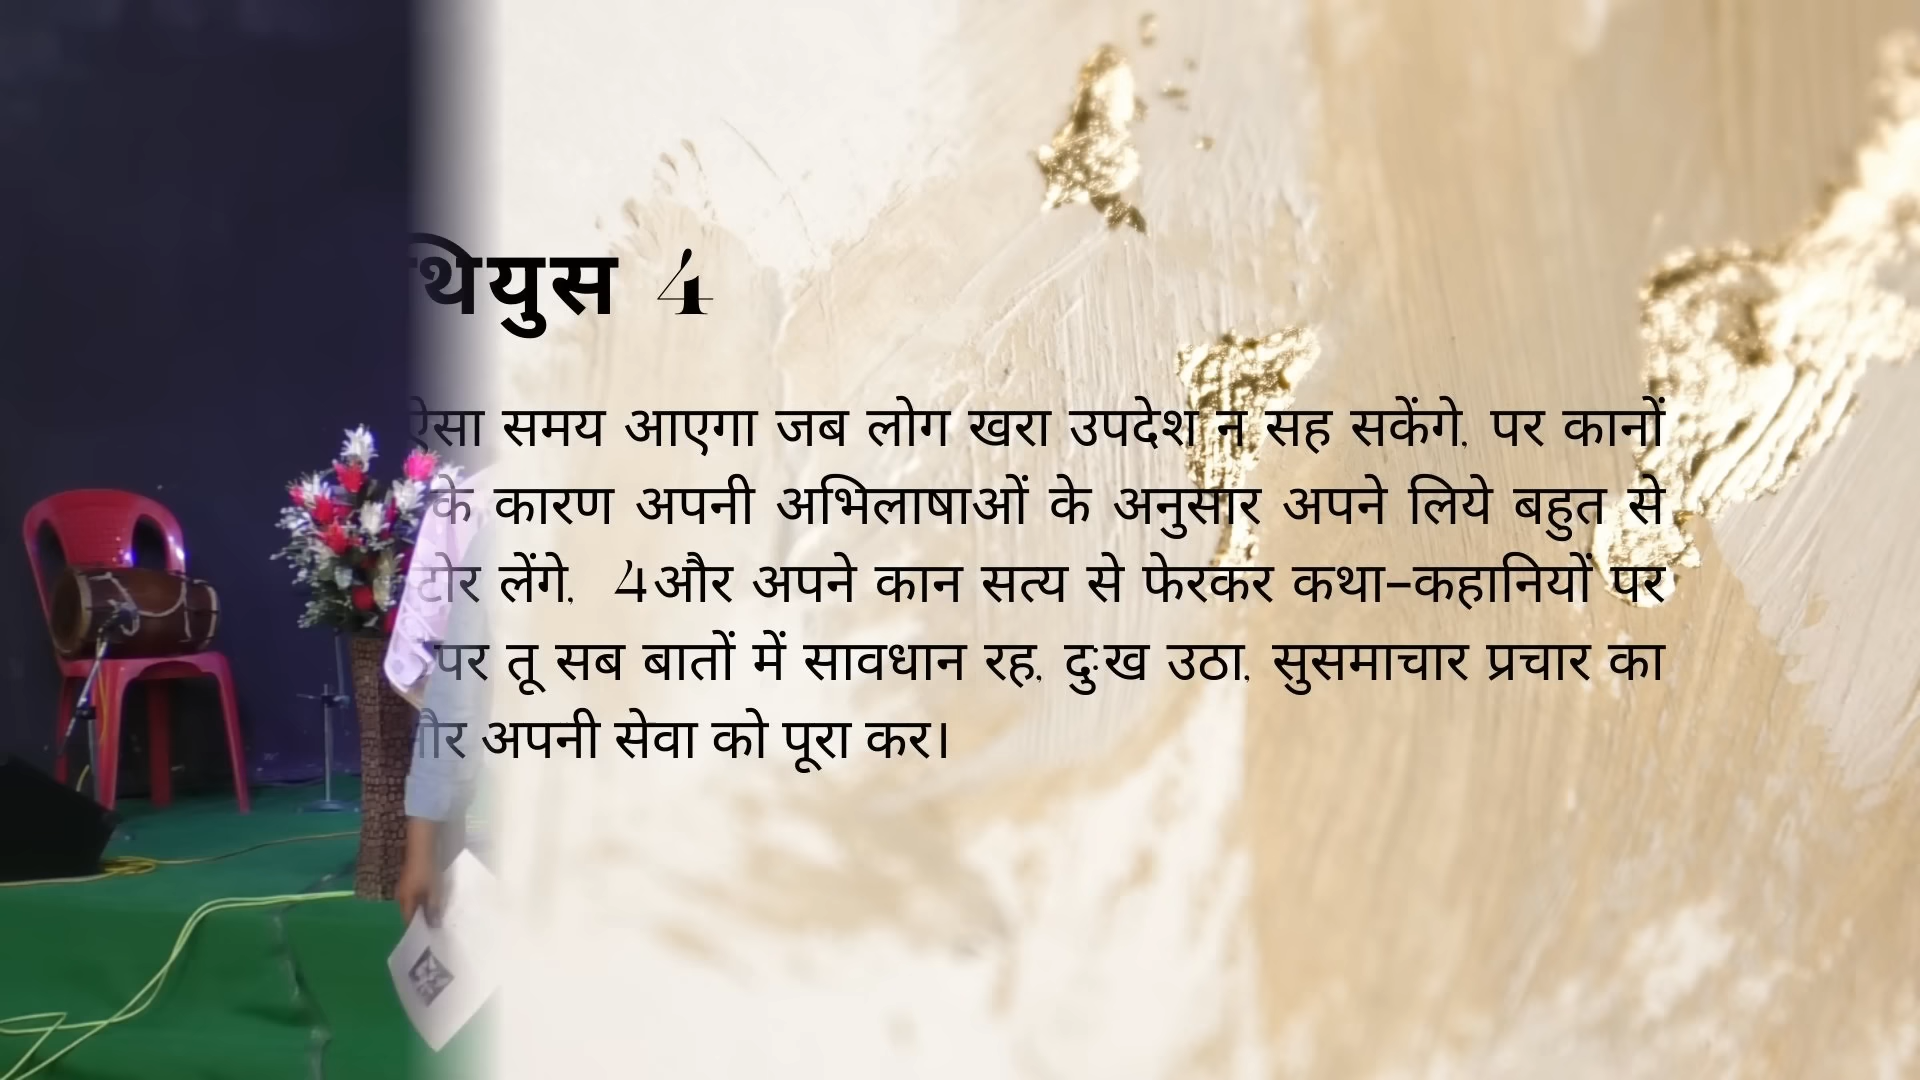 थियुस 4
ऐसा समय आएगा जब लोग खरा उपदेश न सह सकेंगे, पर कानों
के कारण अपनी अभिलाषाओं के अनुसार अपने लिये बहुत से
टोर लेंगे, 4और अपने कान सत्य से फेरकर कथा-कहानियों पर
पर तू सब बातों में सावधान रह, दुःख उठा, सुसमाचार प्रचार का
और अपनी सेवा को पूरा कर।